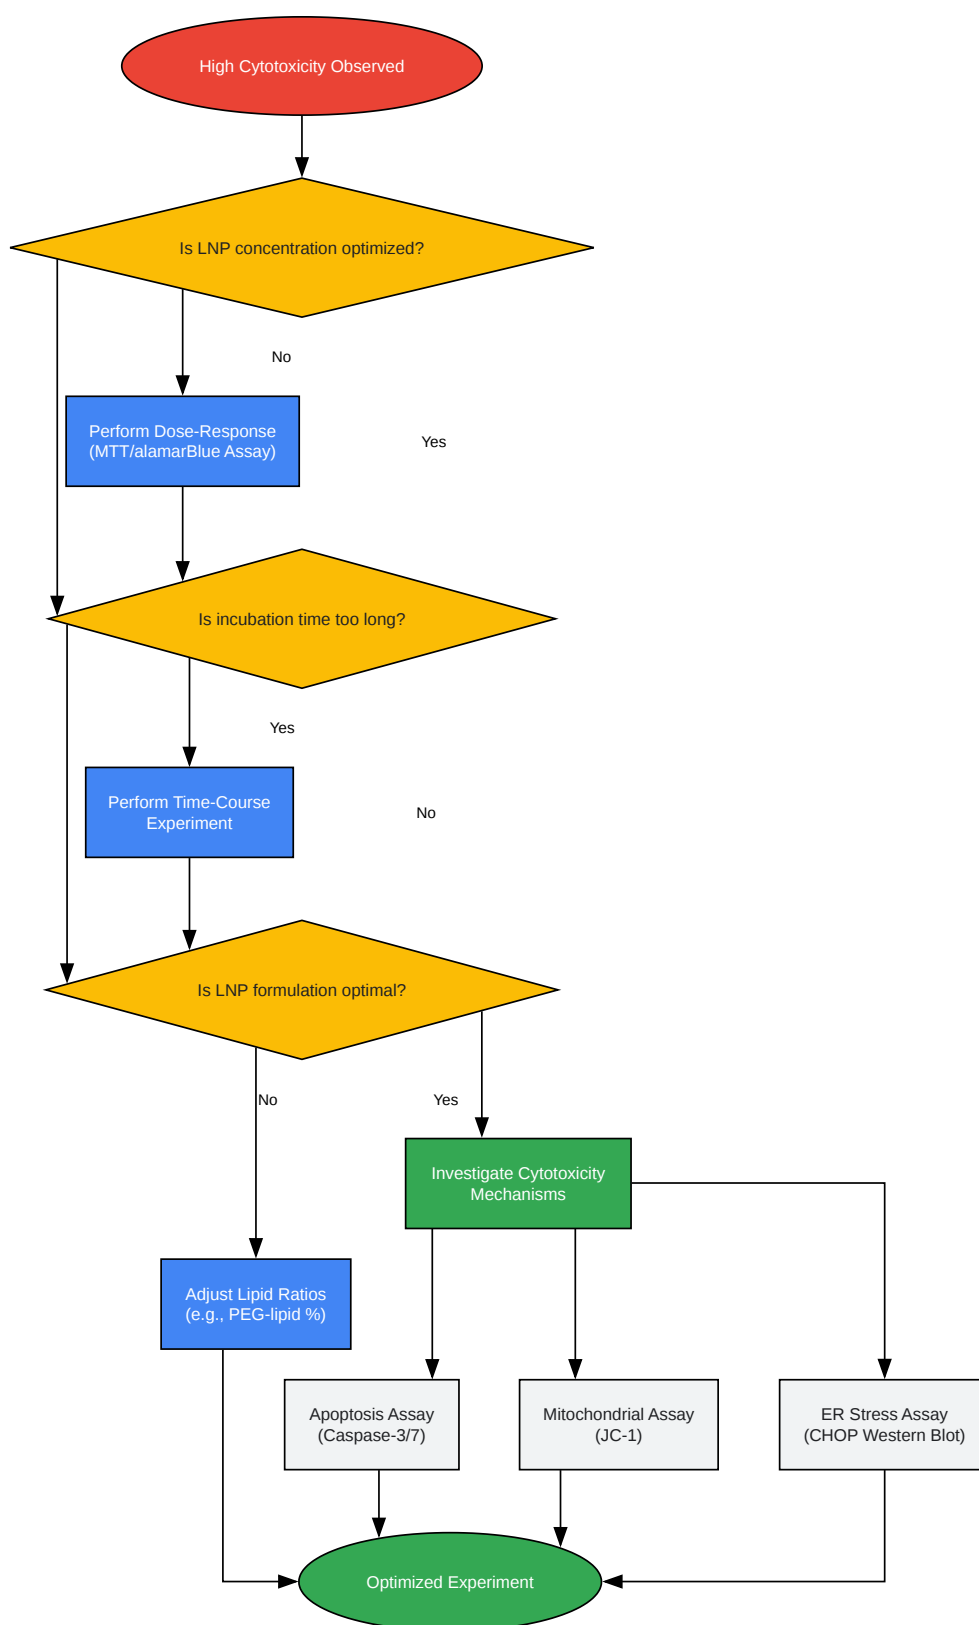 High Cytotoxicity Observed
Is LNP concentration optimized?
No
Perform Dose-Response
(MTT/alamarBlue Assay)
Yes
Is incubation time too long?
Yes
Perform Time-Course
Experiment
No
Is LNP formulation optimal?
No
Yes
Investigate Cytotoxicity
Mechanisms
Adjust Lipid Ratios
(e.g., PEG-lipid %)
Apoptosis Assay
(Caspase-3/7)
Mitochondrial Assay
(JC-1)
ER Stress Assay
(CHOP Western Blot)
Optimized Experiment